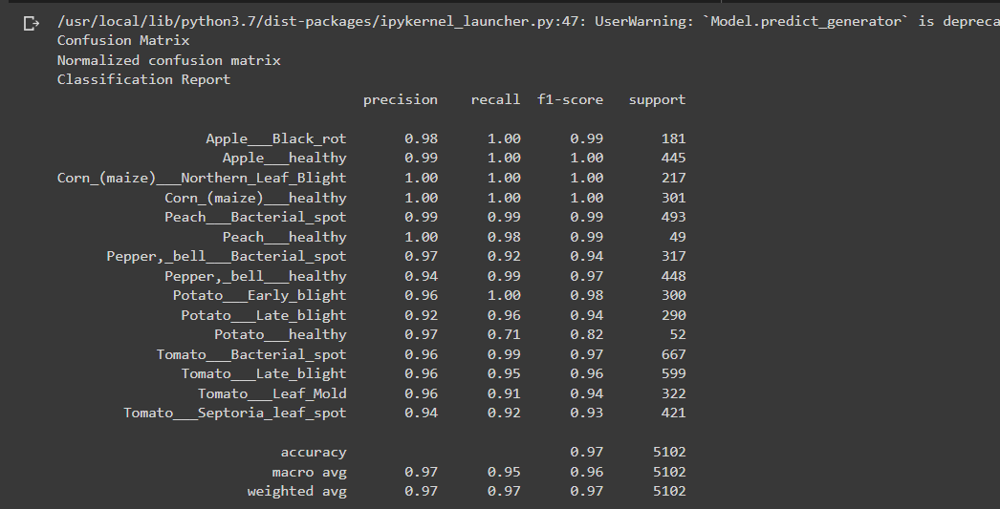 /usr/local/lib/python3.7/dist-packages/ipykernel_launcher.py:47: UserWarning: `Model.predict_generator` is
Confusion Matrix
Normalized confusion matrix
Classification Report
precision recall f1-score support
Apple___Black_rot 0.98 1.00 0.99 181
Apple___healthy 0.99 1.00 1.00 445
Corn_(maize)___Northern_Leaf_Blight 1.00 1.00 1.00 217
Corn_(maize)___healthy 1.00 1.00 1.00 301
Peach___Bacterial_spot 0.99 0.99 0.99 493
Peach___healthy 1.00 0.98 0.99 49
Pepper,_bell___Bacterial_spot 0.97 0.92 0.94 317
Pepper,_bell___healthy 0.94 0.99 0.97 448
Potato___Early_blight 0.96 1.00 0.98 300
Potato___Late_blight 0.92 0.96 0.94 290
Potato___healthy 0.97 0.71 0.82 52
Tomato___Bacterial_spot 0.96 0.99 0.97 667
Tomato___Late_blight 0.96 0.95 0.96 599
Tomato___Leaf_Mold 0.96 0.91 0.94 322
Tomato___Septoria_leaf_spot 0.94 0.92 0.93 421
accuracy 0.97 5102
macro avg 0.97 0.95 0.96 5102
weighted avg 0.97 0.97 0.97 5102